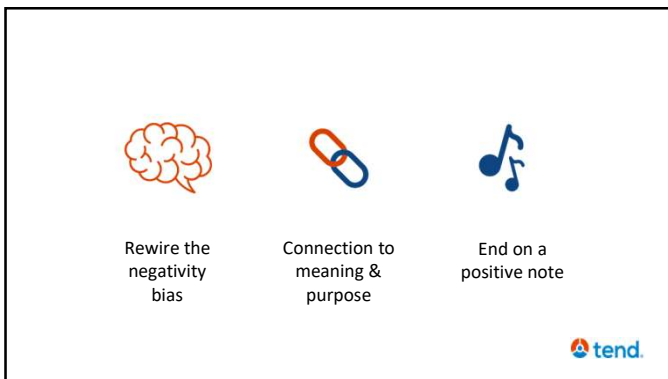 Rewire the
negativity
bias
Connection to
meaning &
purpose
End on a
positive note
tend.